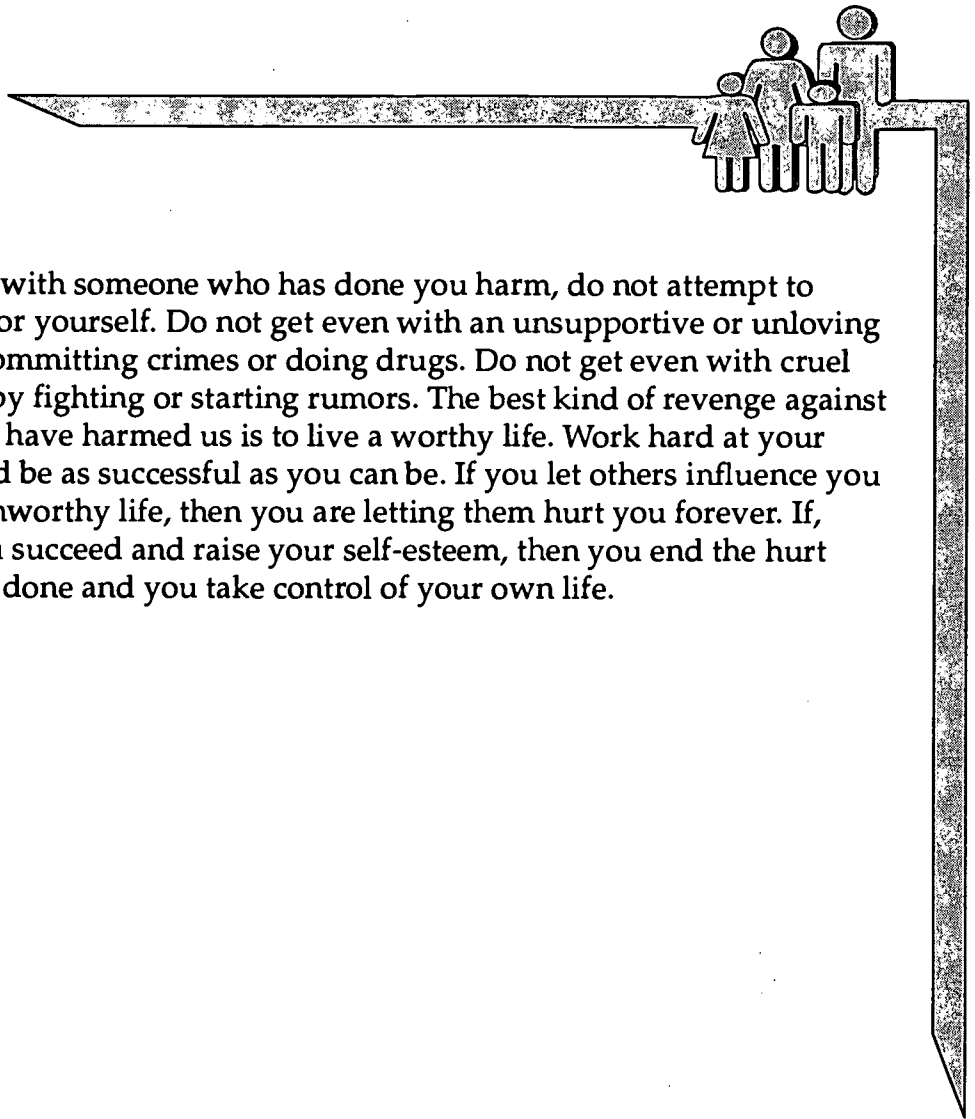 with someone who has done you harm, do not attempt to
or yourself. Do not get even with an unsupportive or unloving
ommitting crimes or doing drugs. Do not get even with cruel
by fighting or starting rumors. The best kind of revenge against
have harmed us is to live a worthy life. Work hard at your
d be as successful as you can be. If you let others influence you
nworthy life, then you are letting them hurt you forever. If,
succeed and raise your self-esteem, then you end the hurt
done and you take control of your own life.